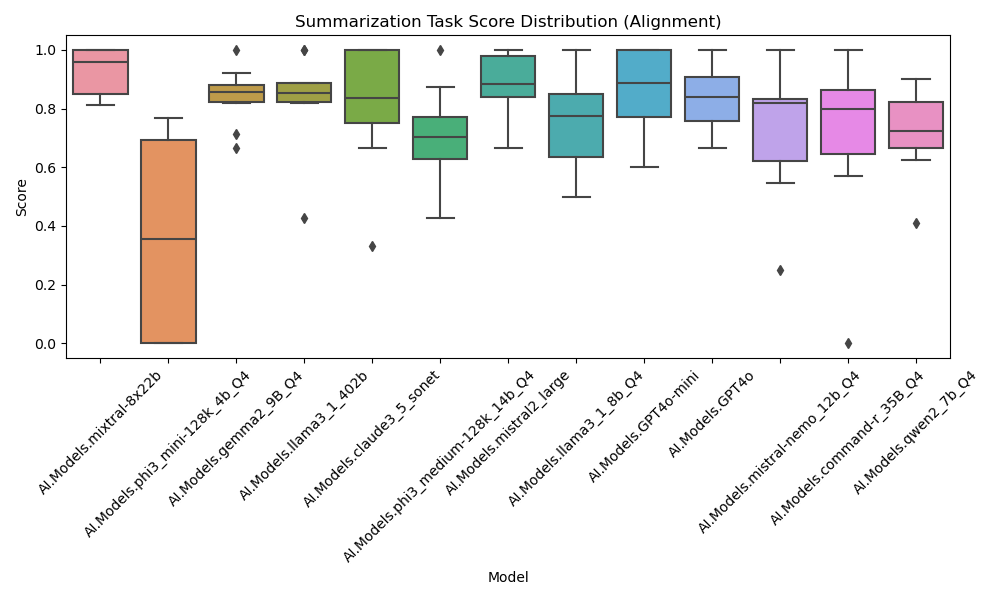 Summarization Task Score Distribution (Alignment)
Score
1.0
0.8
0.6
0.4
0.2
0.0
AI.Models.mixtral-8x22b
AI.Models.phi3_mini-128k_4b_Q4
AI.Models.gemma2_9B_Q4
AI.Models.llama3_1_402b
AI.Models.claude3_5_sonet
AI.Models.phi3_medium-128k_14b_Q4
AI.Models.mistral2_large
AI.Models.llama3_1_8b_Q4
AI.Models.GPT4o-mini
AI.Models.GPT4o
AI.Models.mistral-nemo_12b_Q4
AI.Models.command-r_35B_Q4
AI.Models.qwen2_7b_Q4
Model